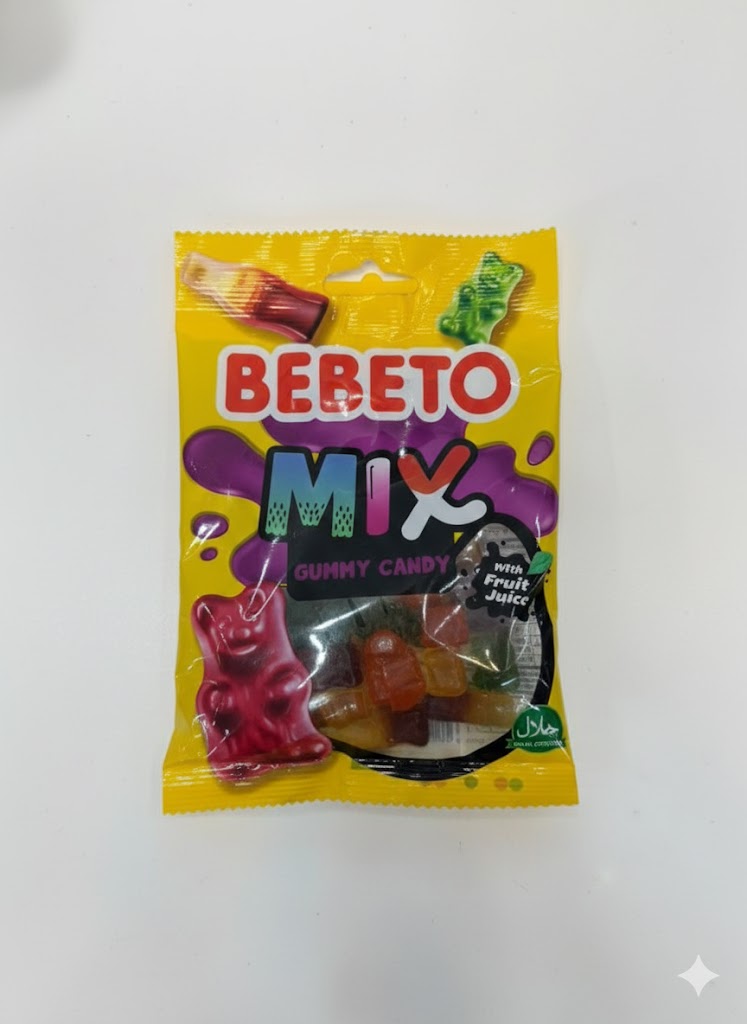 BEBETO
MIX
GUMMY CANDY
With
Fruit
Juice
حلال